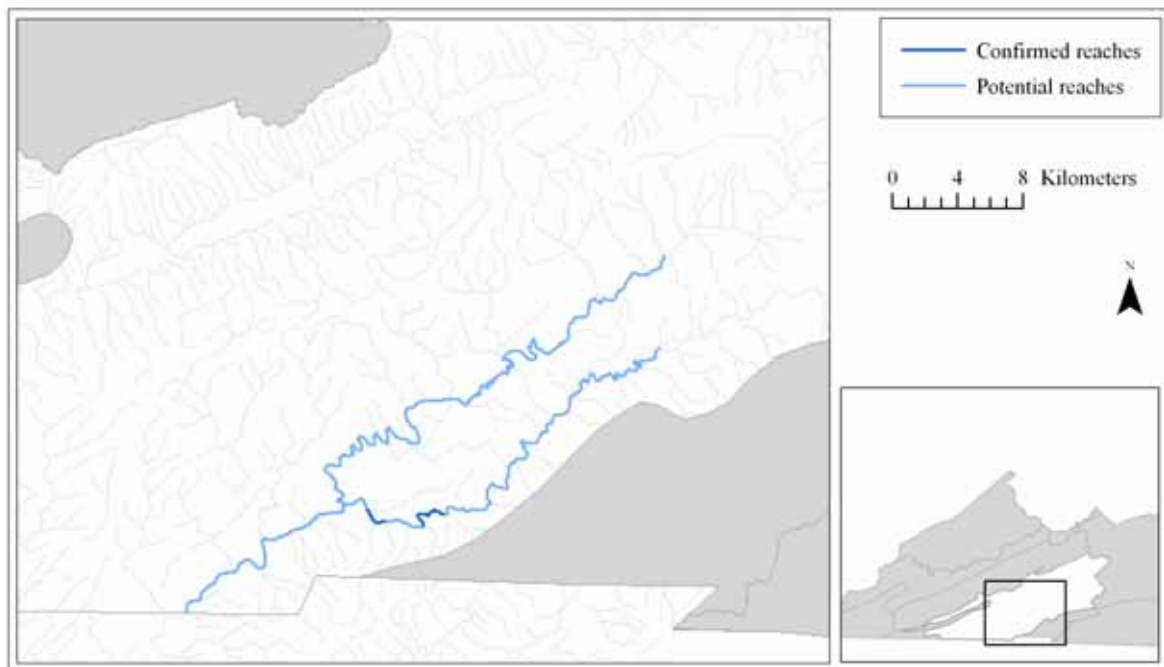 Confirmed reaches
Potential reaches
0 4 8 Kilometers
N